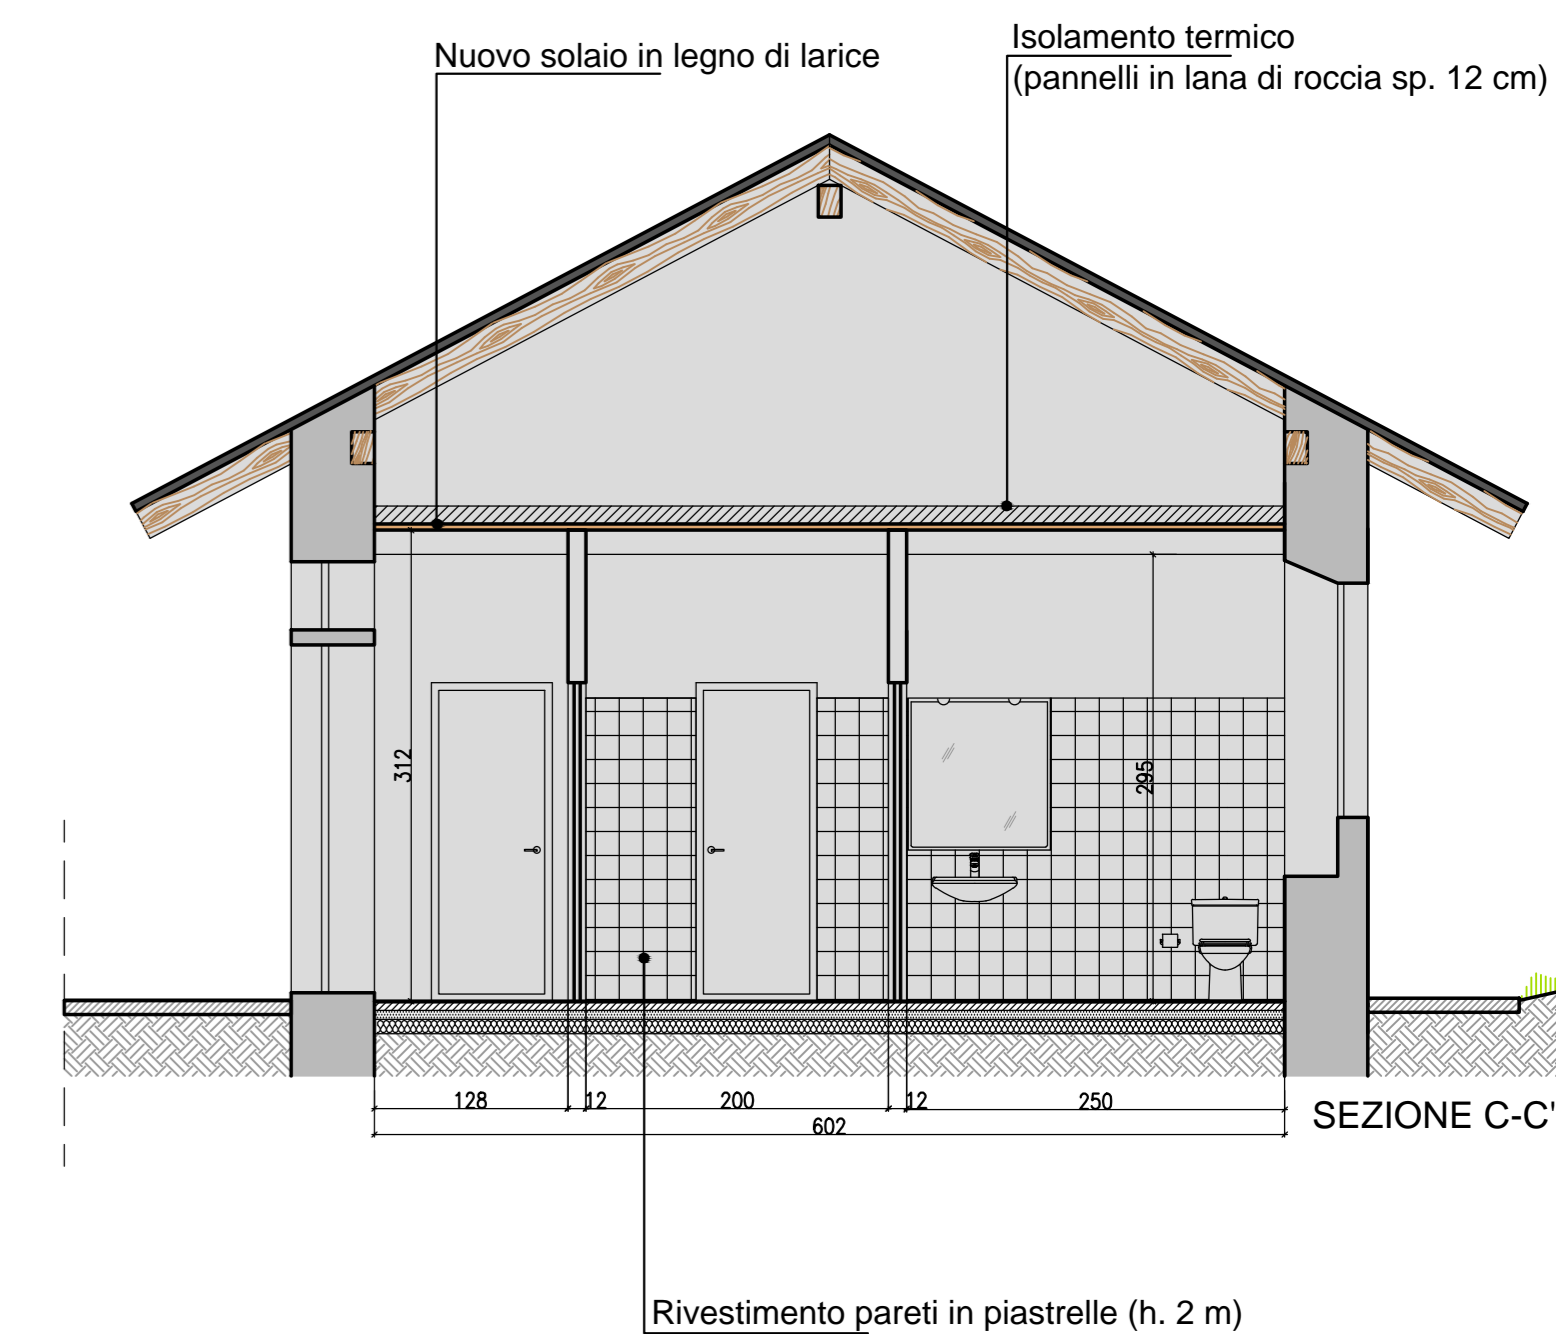 Nuovo solaio in legno di larice
Isolamento termico
(pannelli in lana di roccia sp. 12 cm)
312
295
128
12
200
12
250
602
SEZIONE C-C'
Rivestimento pareti in piastrelle (h. 2 m)